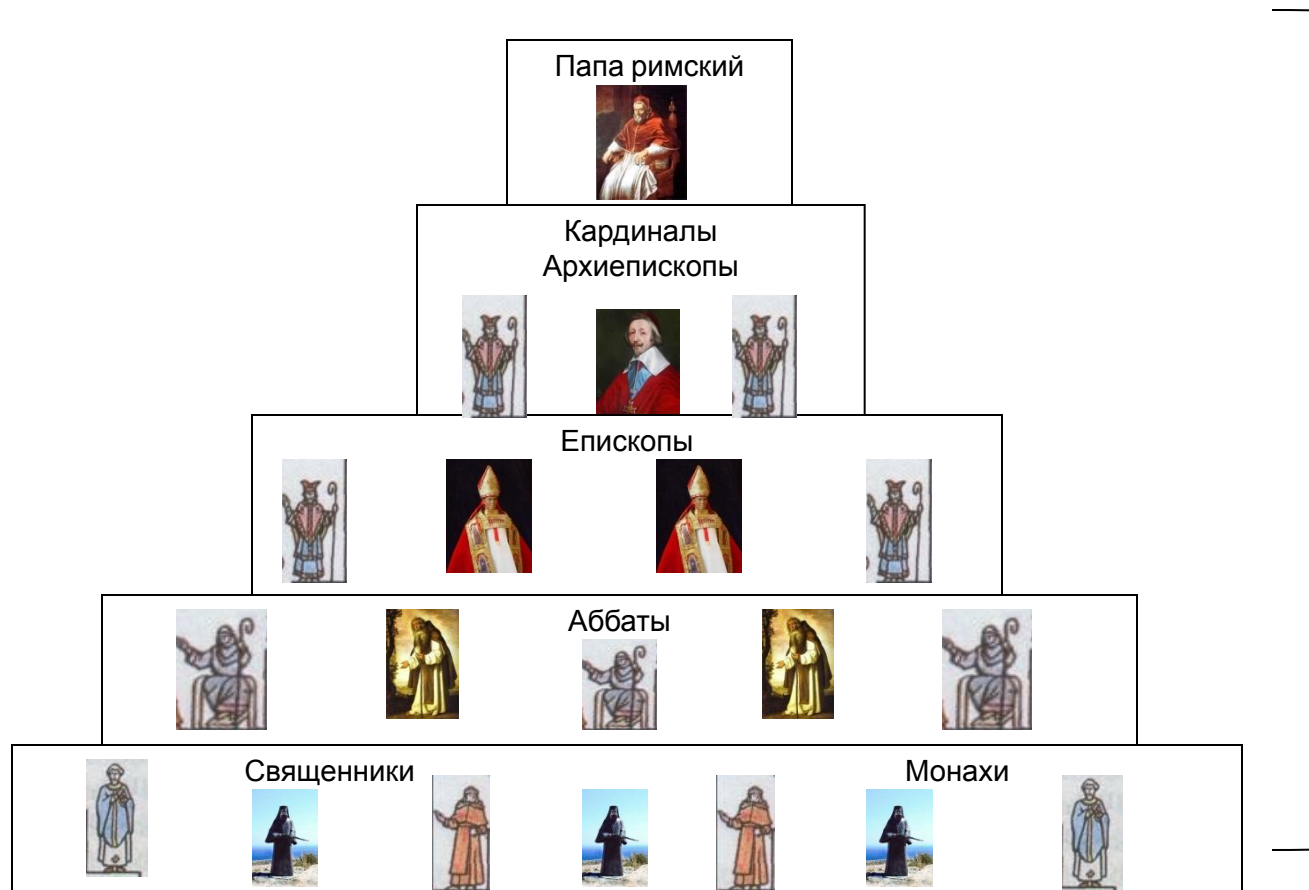 Папа римский
Кардиналы
Архиепископы
Епископы
Аббаты
Священники
Монахи